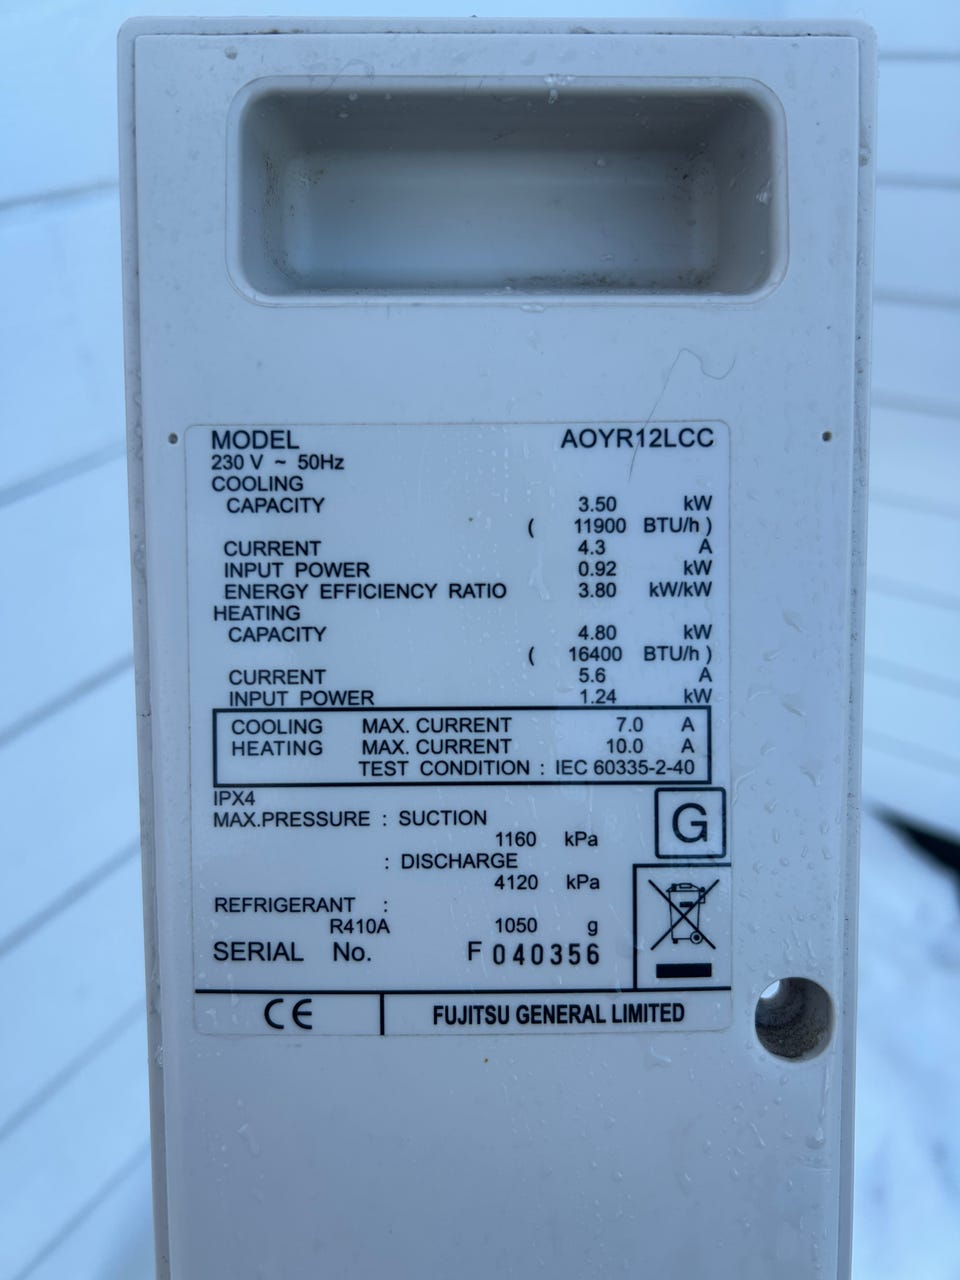 MODEL AOYR12LCC
230 V ~ 50Hz
COOLING
CAPACITY 3.50 kW
( 11900 BTU/h )
CURRENT 4.3 A
INPUT POWER 0.92 kW
ENERGY EFFICIENCY RATIO 3.80 kW/kW
HEATING
CAPACITY 4.80 kW
( 16400 BTU/h )
CURRENT 5.6 A
INPUT POWER 1.24 kW
COOLING MAX. CURRENT 7.0 A
HEATING MAX. CURRENT 10.0 A
TEST CONDITION : IEC 60335-2-40
IPX4
MAX.PRESSURE : SUCTION
1160 kPa
: DISCHARGE
4120 kPa
G
REFRIGERANT :
R410A 1050 g
SERIAL No. F 040356
CE FUJITSU GENERAL LIMITED